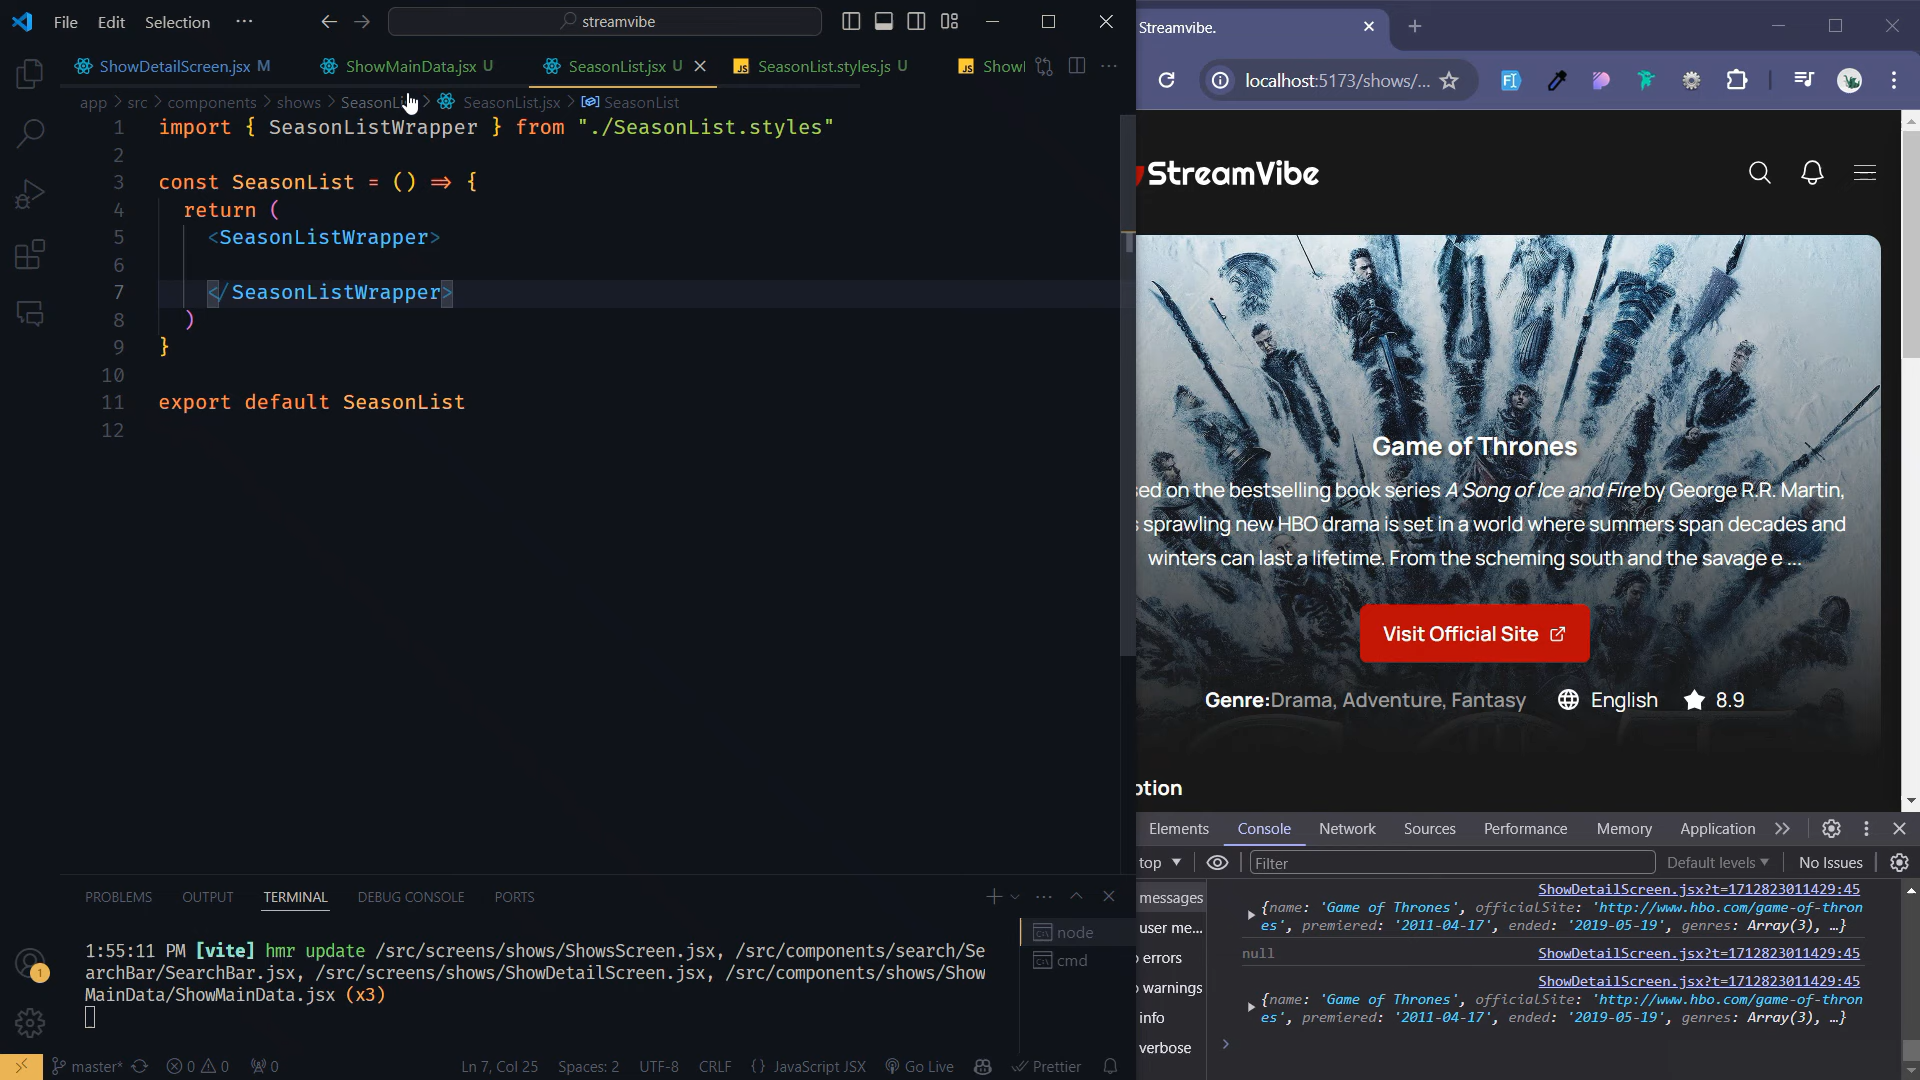 File Edit Selection ···
streamvibe
ShowDetailScreen.jsx M
ShowMainData.jsx U
SeasonList.jsx U
SeasonList.styles.js U
app > src > components > shows > SeasonList > SeasonList.jsx > SeasonList
1 import { SeasonListWrapper } from "./SeasonList.styles"
2
3 const SeasonList = () => {
4 return (
5 <SeasonListWrapper>
6
7 </SeasonListWrapper>
8 )
9 }
10
11 export default SeasonList
12
PROBLEMS OUTPUT TERMINAL DEBUG CONSOLE PORTS
1:55:11 PM [vite] hmr update /src/screens/shows/ShowsScreen.jsx, /src/components/search/Se
archBar/SearchBar.jsx, /src/screens/shows/ShowDetailScreen.jsx, /src/components/shows/Show
MainData/ShowMainData.jsx (x3)
node
cmd
1
master* 0 0 0
Ln 7, Col 25 Spaces: 2 UTF-8 CRLF {} JavaScript JSX Go Live Prettier
Streamvibe.
localhost:5173/shows/...
StreamVibe
Game of Thrones
ed on the bestselling book series A Song of Ice and Fire by George R.R. Martin,
sprawling new HBO drama is set in a world where summers span decades and
winters can last a lifetime. From the scheming south and the savage e ...
Visit Official Site
Genre:Drama, Adventure, Fantasy English 8.9
ption
Elements Console Network Sources Performance Memory Application
top Filter Default levels No Issues
messages
user me...
errors
warnings
info
verbose
ShowDetailScreen.jsx?t=1712823011429:45
{name: 'Game of Thrones', officialSite: 'http://www.hbo.com/game-of-thron
es', premiered: '2011-04-17', ended: '2019-05-19', genres: Array(3), …}
null ShowDetailScreen.jsx?t=1712823011429:45
ShowDetailScreen.jsx?t=1712823011429:45
{name: 'Game of Thrones', officialSite: 'http://www.hbo.com/game-of-thron
es', premiered: '2011-04-17', ended: '2019-05-19', genres: Array(3), …}